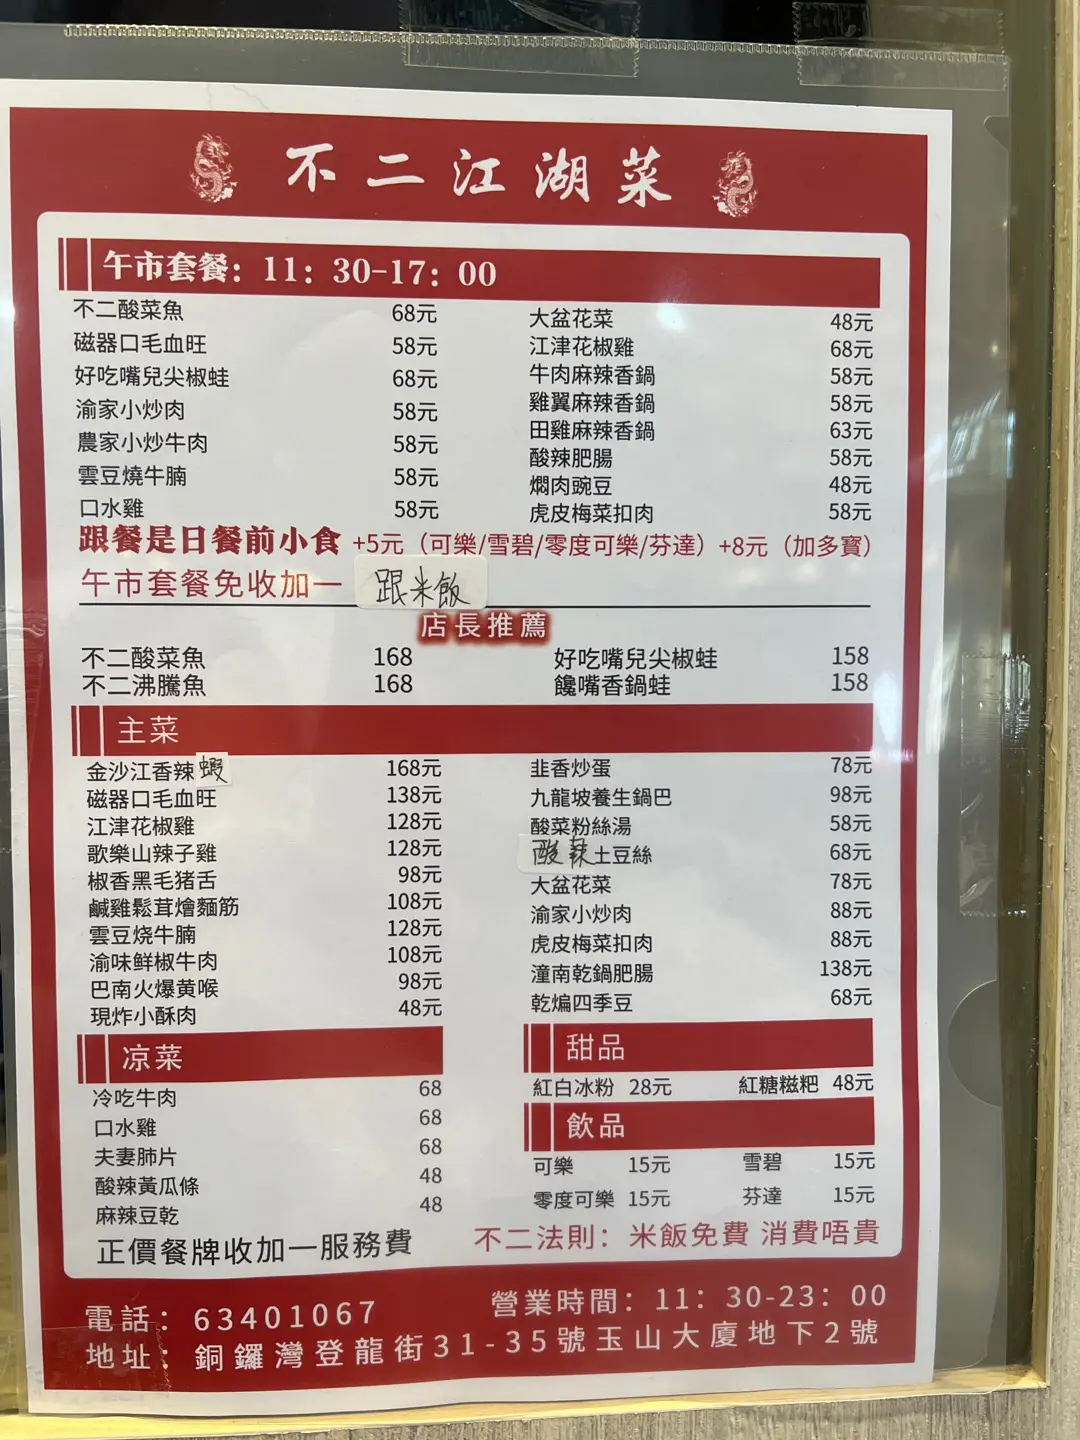 不二江湖菜
午市套餐：11：30-17：00
不二酸菜魚 68元
磁器口毛血旺 58元
好吃嘴兒尖椒蛙 68元
渝家小炒肉 58元
農家小炒牛肉 58元
雲豆燒牛腩 58元
口水雞 58元
大盆花菜 48元
江津花椒雞 68元
牛肉麻辣香鍋 58元
雞翼麻辣香鍋 58元
田雞麻辣香鍋 63元
酸辣肥腸 58元
燜肉豌豆 48元
虎皮梅菜扣肉 58元
跟餐是日餐前小食 +5元（可樂/雪碧/零度可樂/芬達）+8元（加多寶）
午市套餐免收加一 跟米飯
店長推薦
不二酸菜魚 168
不二沸騰魚 168
好吃嘴兒尖椒蛙 158
饞嘴香鍋蛙 158
主菜
金沙江香辣蝦 168元
磁器口毛血旺 138元
江津花椒雞 128元
歌樂山辣子雞 128元
椒香黑毛猪舌 98元
鹹雞鬆茸燴麵筋 108元
雲豆烧牛腩 128元
渝味鲜椒牛肉 108元
巴南火爆黄喉 98元
現炸小酥肉 48元
韭香炒蛋 78元
九龍坡養生鍋巴 98元
酸菜粉絲湯 58元
酸辣土豆絲 68元
大盆花菜 78元
渝家小炒肉 88元
虎皮梅菜扣肉 88元
潼南乾鍋肥腸 138元
乾煸四季豆 68元
凉菜
冷吃牛肉 68
口水雞 68
夫妻肺片 68
酸辣黃瓜條 48
麻辣豆乾 48
正價餐牌收加一服務費
甜品
紅白冰粉 28元 紅糖糍粑 48元
飲品
可樂 15元 雪碧 15元
零度可樂 15元 芬達 15元
不二法則：米飯免費 消費唔貴
電話：63401067
營業時間：11：30-23：00
地址：銅鑼灣登龍街31-35號玉山大廈地下2號